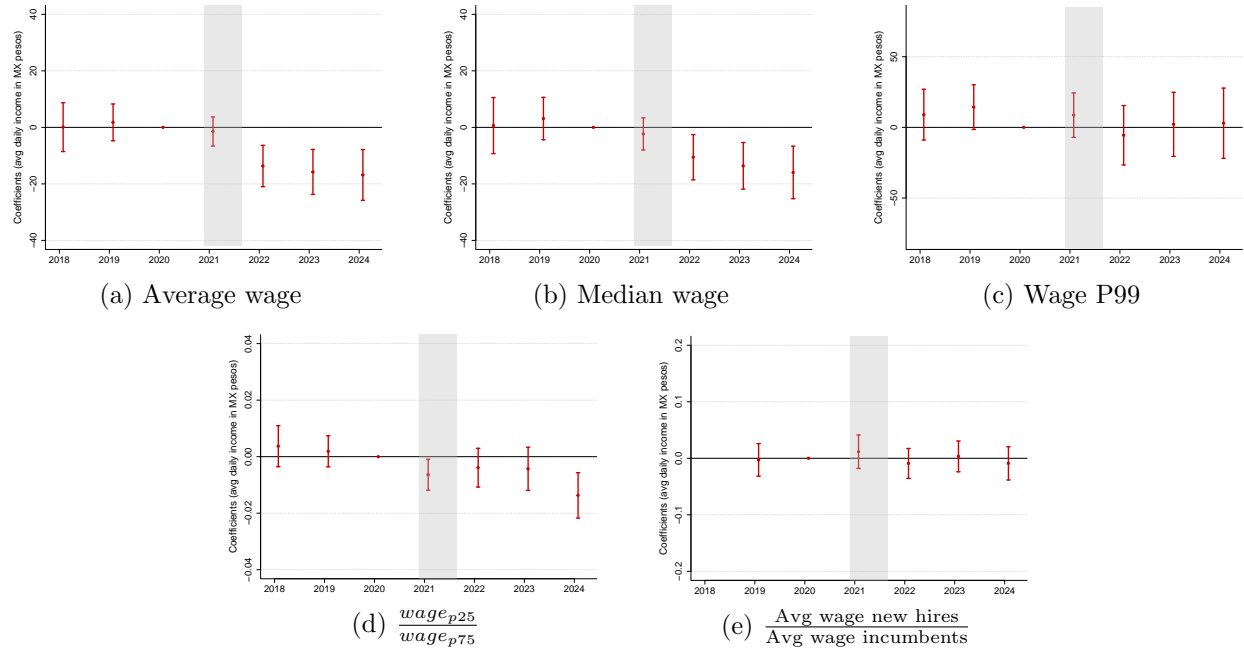 Coefficients (avg daily income in MX pesos)
40
20
0
−20
−40
2018 2019 2020 2021 2022 2023 2024
(a) Average wage
Coefficients (avg daily income in MX pesos)
40
20
0
−20
−40
2018 2019 2020 2021 2022 2023 2024
(b) Median wage
Coefficients (avg daily income in MX pesos)
50
0
−50
2018 2019 2020 2021 2022 2023 2024
(c) Wage P99
Coefficients (avg daily income in MX pesos)
0.04
0.02
0.00
−0.02
−0.04
2018 2019 2020 2021 2022 2023 2024
(d) wage_p25 / wage_p75
Coefficients (avg daily income in MX pesos)
0.2
0.1
0.0
−0.1
−0.2
2018 2019 2020 2021 2022 2023 2024
(e) Avg wage new hires / Avg wage incumbents